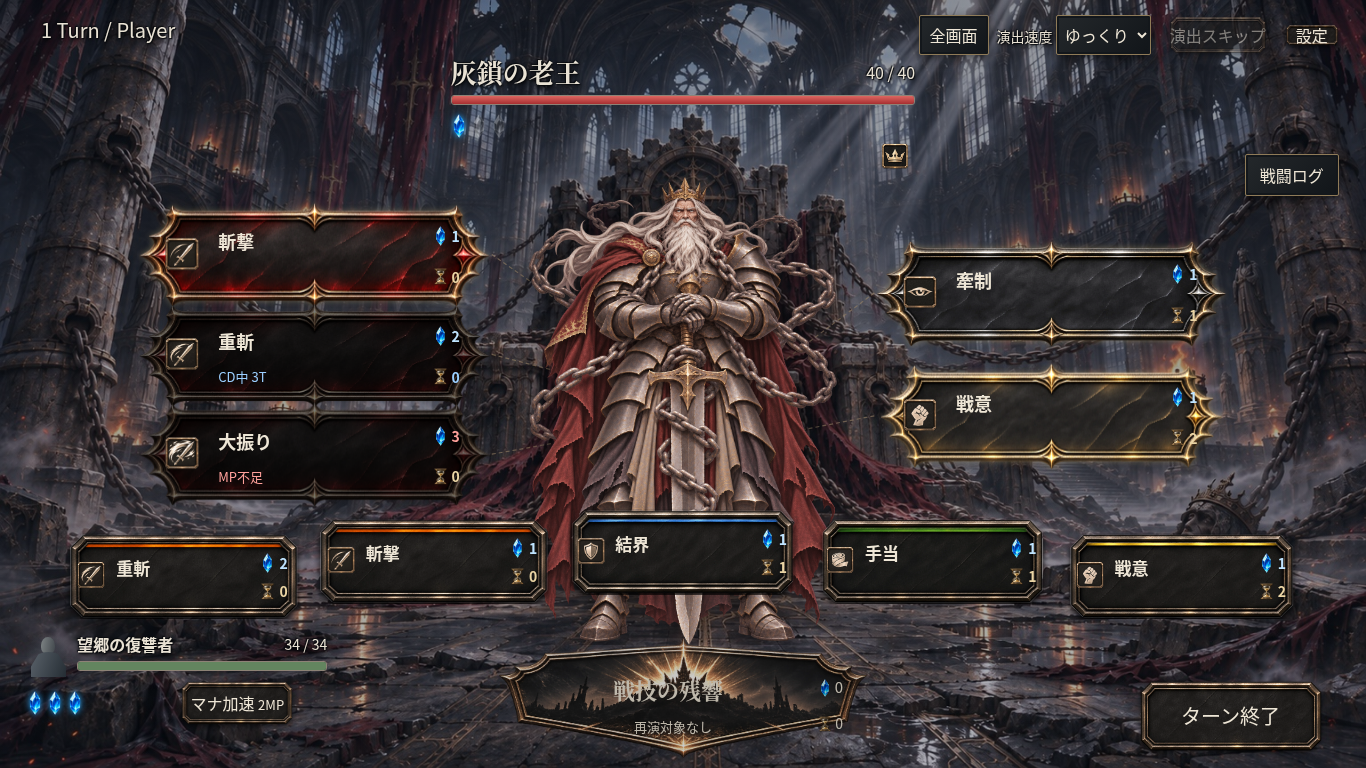 1 Turn / Player
全画面
演出速度
ゆっくり
演出スキップ
設定
灰鎖の老王
40 / 40
戦闘ログ
斬撃
1
0
重斬
2
CD中 3T
0
大振り
3
MP不足
0
牽制
1
1
戦意
1
重斬
2
0
斬撃
1
0
結界
1
1
手当
1
1
戦意
1
2
望郷の復讐者
34 / 34
マナ加速 2MP
戦技の残響
0
再演対象なし
0
ターン終了